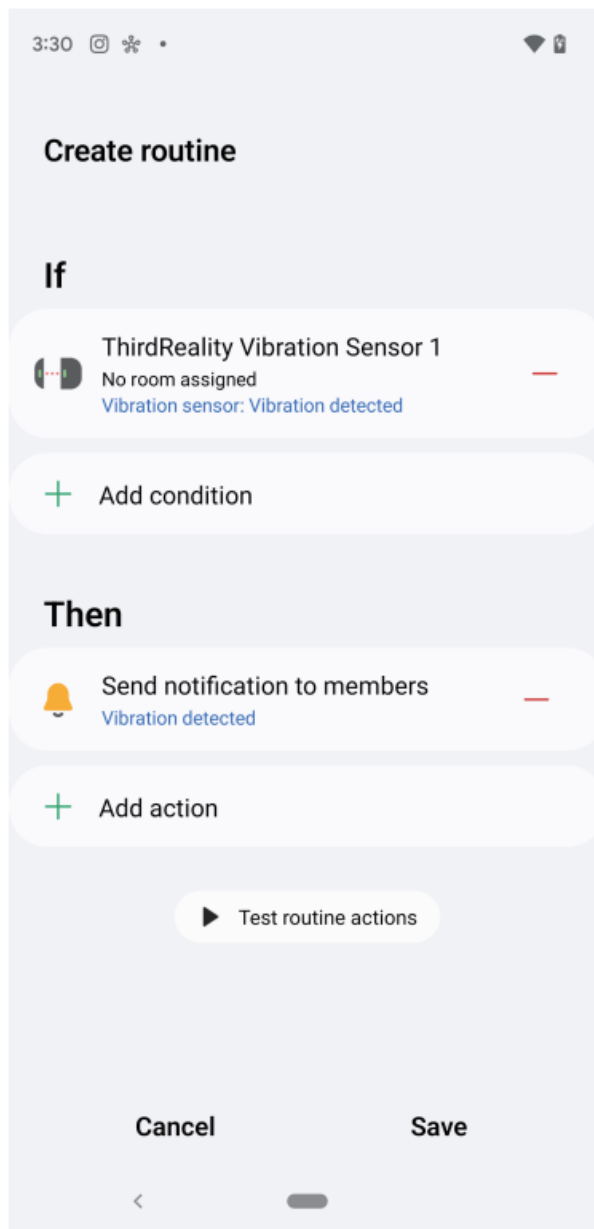 3:30
Create routine
If
ThirdReality Vibration Sensor 1
No room assigned
Vibration sensor: Vibration detected
Add condition
Then
Send notification to members
Vibration detected
Add action
Test routine actions
Cancel Save